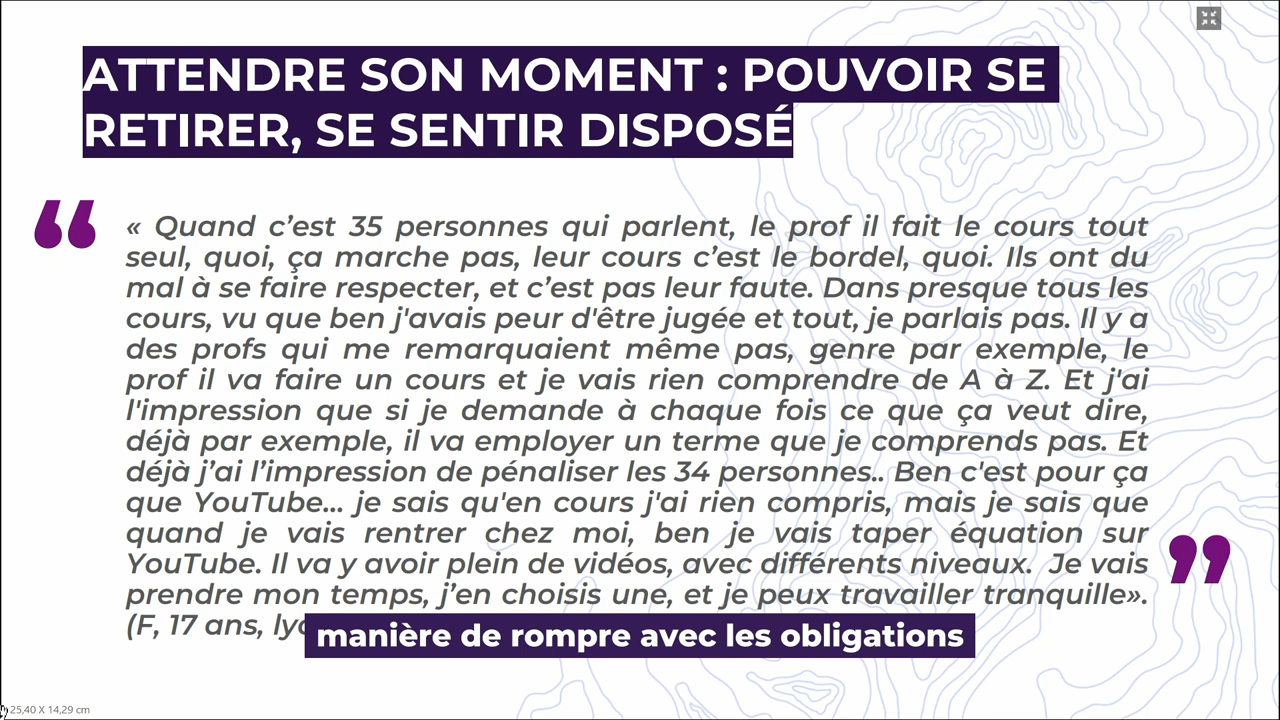 ATTENDRE SON MOMENT : POUVOIR SE
RETIRER, SE SENTIR DISPOSÉ
« Quand c’est 35 personnes qui parlent, le prof il fait le cours tout
seul, quoi, ça marche pas, leur cours c’est le bordel, quoi. Ils ont du
mal à se faire respecter, et c’est pas leur faute. Dans presque tous les
cours, vu que ben j'avais peur d'être jugée et tout, je parlais pas. Il y a
des profs qui me remarquaient même pas, genre par exemple, le
prof il va faire un cours et je vais rien comprendre de A à Z. Et j'ai
l'impression que si je demande à chaque fois ce que ça veut dire,
déjà par exemple, il va employer un terme que je comprends pas. Et
déjà j’ai l’impression de pénaliser les 34 personnes.. Ben c'est pour ça
que YouTube... je sais qu'en cours j'ai rien compris, mais je sais que
quand je vais rentrer chez moi, ben je vais taper équation sur
YouTube. Il va y avoir plein de vidéos, avec différents niveaux. Je vais
prendre mon temps, j’en choisis une, et je peux travailler tranquille».
(F, 17 ans,
manière de rompre avec les obligations
25,40 X 14,29 cm